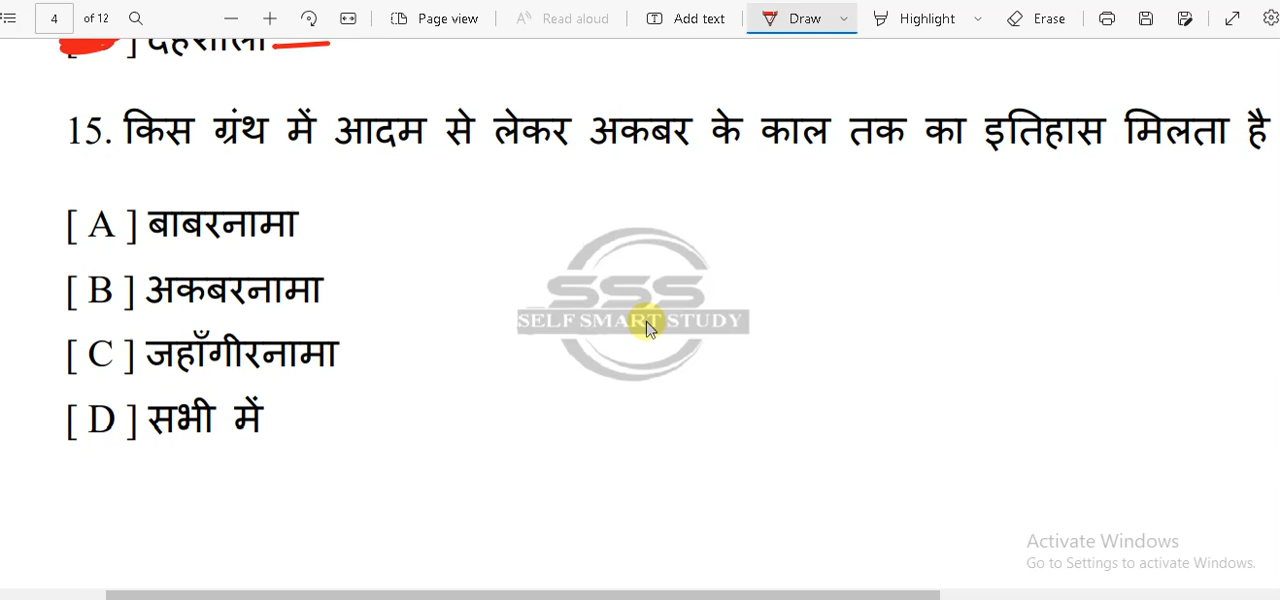 4 of 12 Page view Read aloud Add text Draw Highlight Erase
] देहशाला
15. किस ग्रंथ में आदम से लेकर अकबर के काल तक का इतिहास मिलता है
[ A ] बाबरनामा
[ B ] अकबरनामा
SSS
SELF SMART STUDY
[ C ] जहाँगीरनामा
[ D ] सभी में
Activate Windows
Go to Settings to activate Windows.